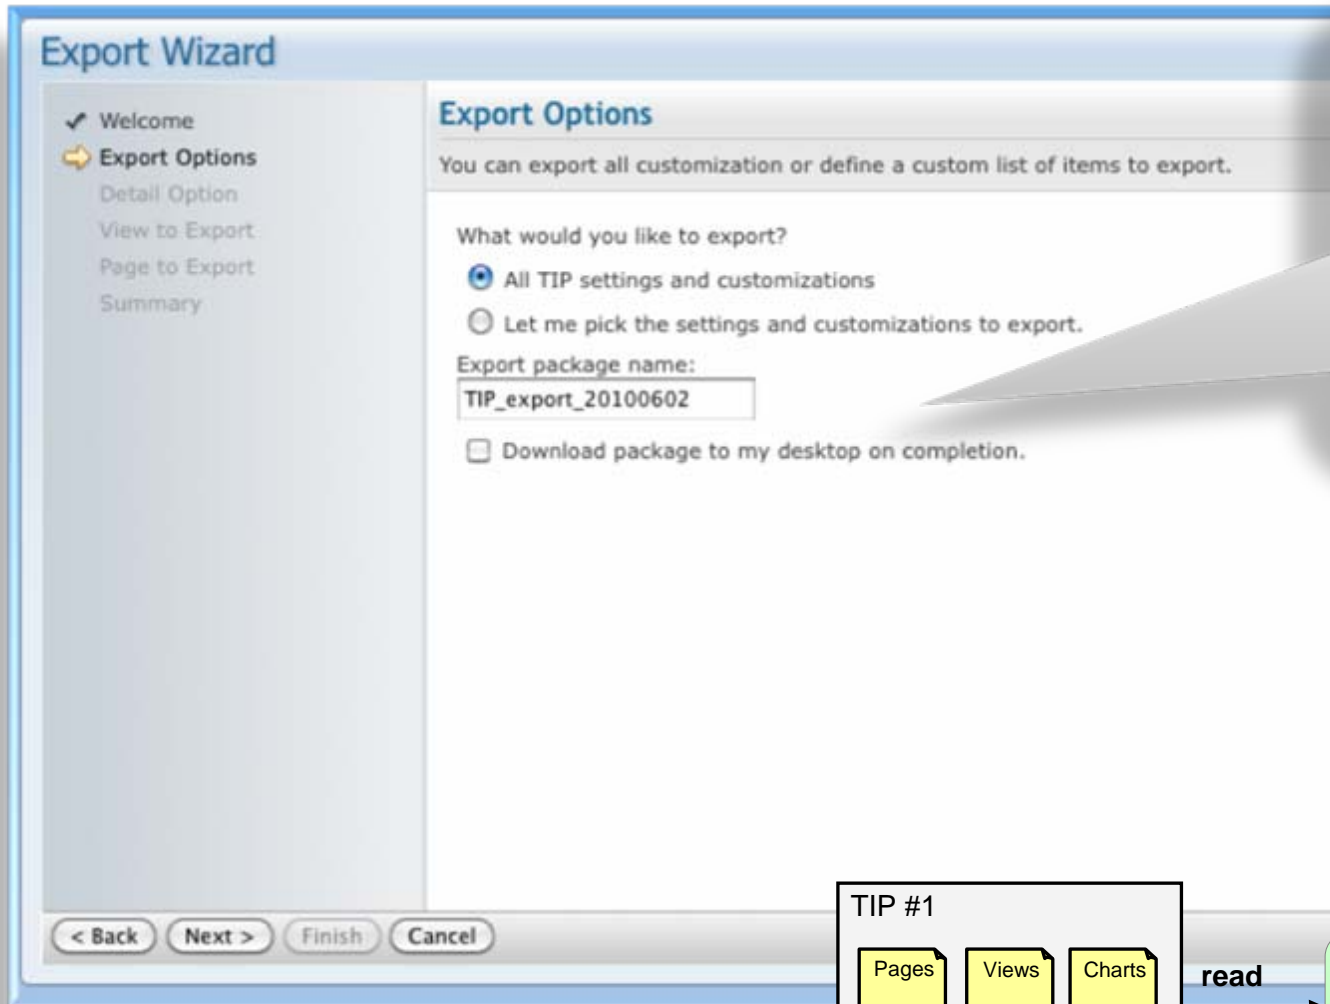 Export Wizard
Welcome
Export Options
Detail Option
View to Export
Page to Export
Summary
Export Options
You can export all customization or define a custom list of items to export.
What would you like to export?
All TIP settings and customizations
Let me pick the settings and customizations to export.
Export package name:
TIP_export_20100602
Download package to my desktop on completion.
< Back Next > Finish Cancel
TIP #1
Pages Views Charts
read